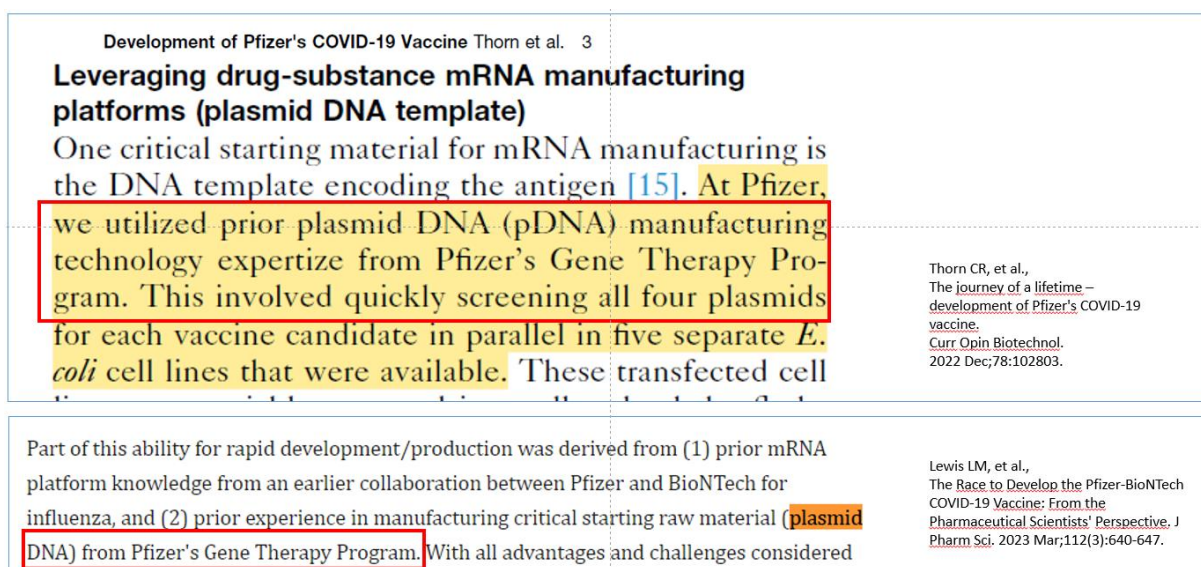 Development of Pfizer's COVID-19 Vaccine Thorn et al. 3
Leveraging drug-substance mRNA manufacturing
platforms (plasmid DNA template)
One critical starting material for mRNA manufacturing is
the DNA template encoding the antigen [15]. At Pfizer,
we utilized prior plasmid DNA (pDNA) manufacturing
technology expertize from Pfizer's Gene Therapy Pro-
gram. This involved quickly screening all four plasmids
for each vaccine candidate in parallel in five separate E.
coli cell lines that were available. These transfected cell
Thorn CR, et al.,
The journey of a lifetime –
development of Pfizer's COVID-19
vaccine.
Curr Opin Biotechnol.
2022 Dec;78:102803.
Part of this ability for rapid development/production was derived from (1) prior mRNA
platform knowledge from an earlier collaboration between Pfizer and BioNTech for
influenza, and (2) prior experience in manufacturing critical starting raw material (plasmid
DNA) from Pfizer's Gene Therapy Program. With all advantages and challenges considered
Lewis LM, et al.,
The Race to Develop the Pfizer-BioNTech
COVID-19 Vaccine: From the
Pharmaceutical Scientists' Perspective. J
Pharm Sci. 2023 Mar;112(3):640-647.